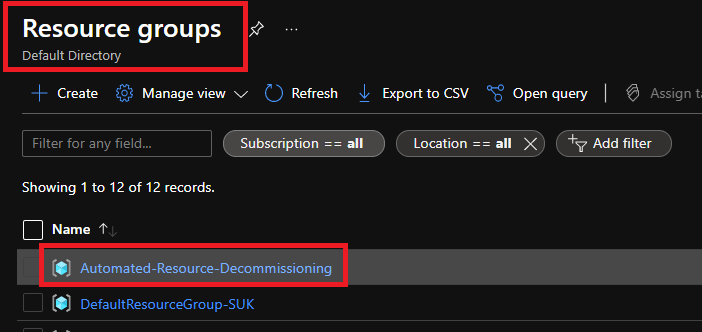 Resource groups
Default Directory
Create Manage view Refresh Export to CSV Open query Assign
Filter for any field... Subscription == all Location == all Add filter
Showing 1 to 12 of 12 records.
Name
Automated-Resource-Decommissioning
DefaultResourceGroup-SUK